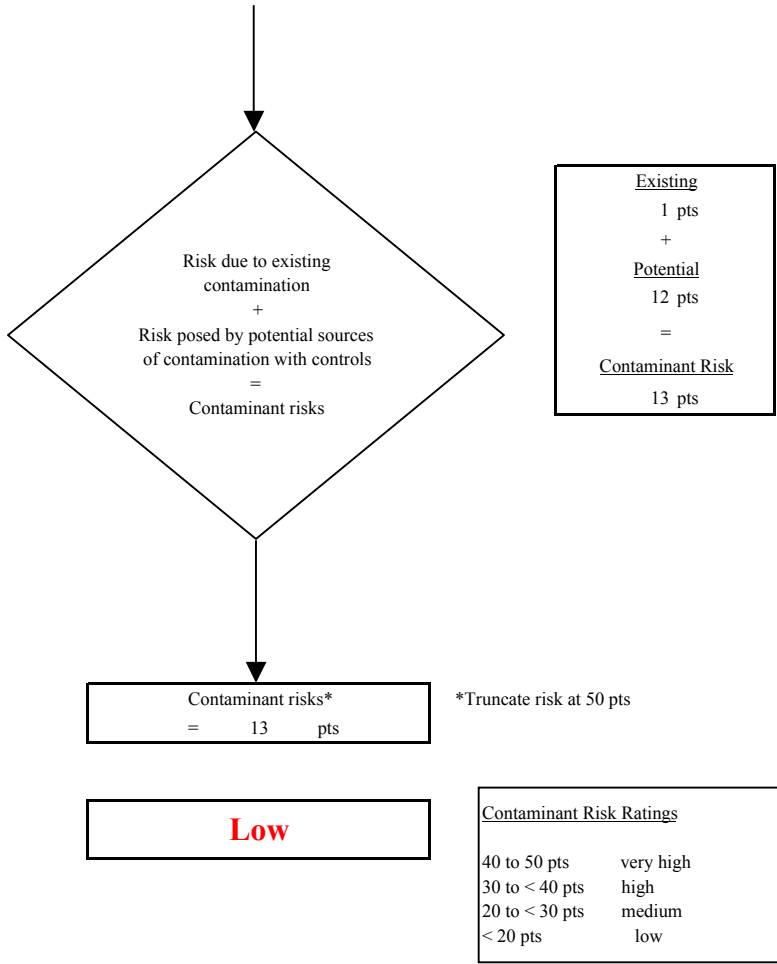 Risk due to existing
contamination
+
Risk posed by potential sources
of contamination with controls
=
Contaminant risks
Existing
1 pts
+
Potential
12 pts
=
Contaminant Risk
13 pts
Contaminant risks*
= 13 pts
*Truncate risk at 50 pts
Low
Contaminant Risk Ratings
40 to 50 pts very high
30 to < 40 pts high
20 to < 30 pts medium
< 20 pts low